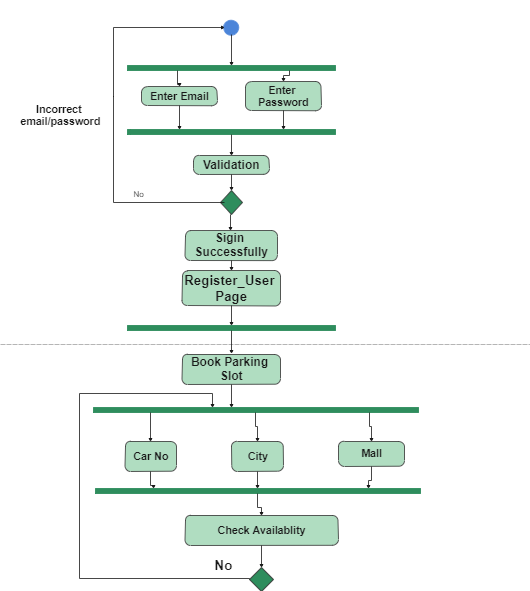 Enter Email
Enter
Password
Incorrect
email/password
Validation
No
Sigin
Successfully
Register_User
Page
Book Parking
Slot
Car No
City
Mall
Check Availablity
No